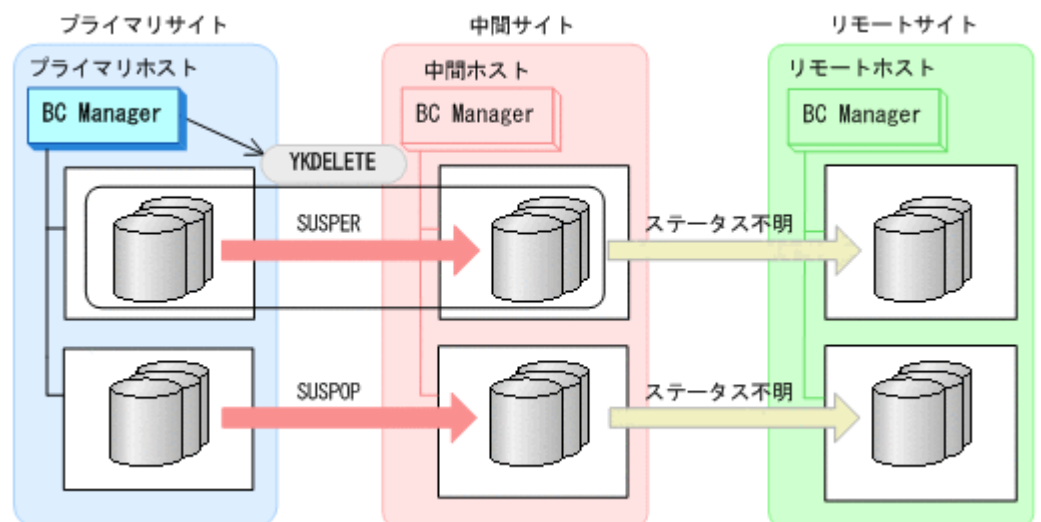 プライマリサイト
中間サイト
リモートサイト
プライマリホスト
中間ホスト
リモートホスト
BC Manager
BC Manager
BC Manager
YKDELETE
SUSPER
ステータス不明
SUSPOP
ステータス不明